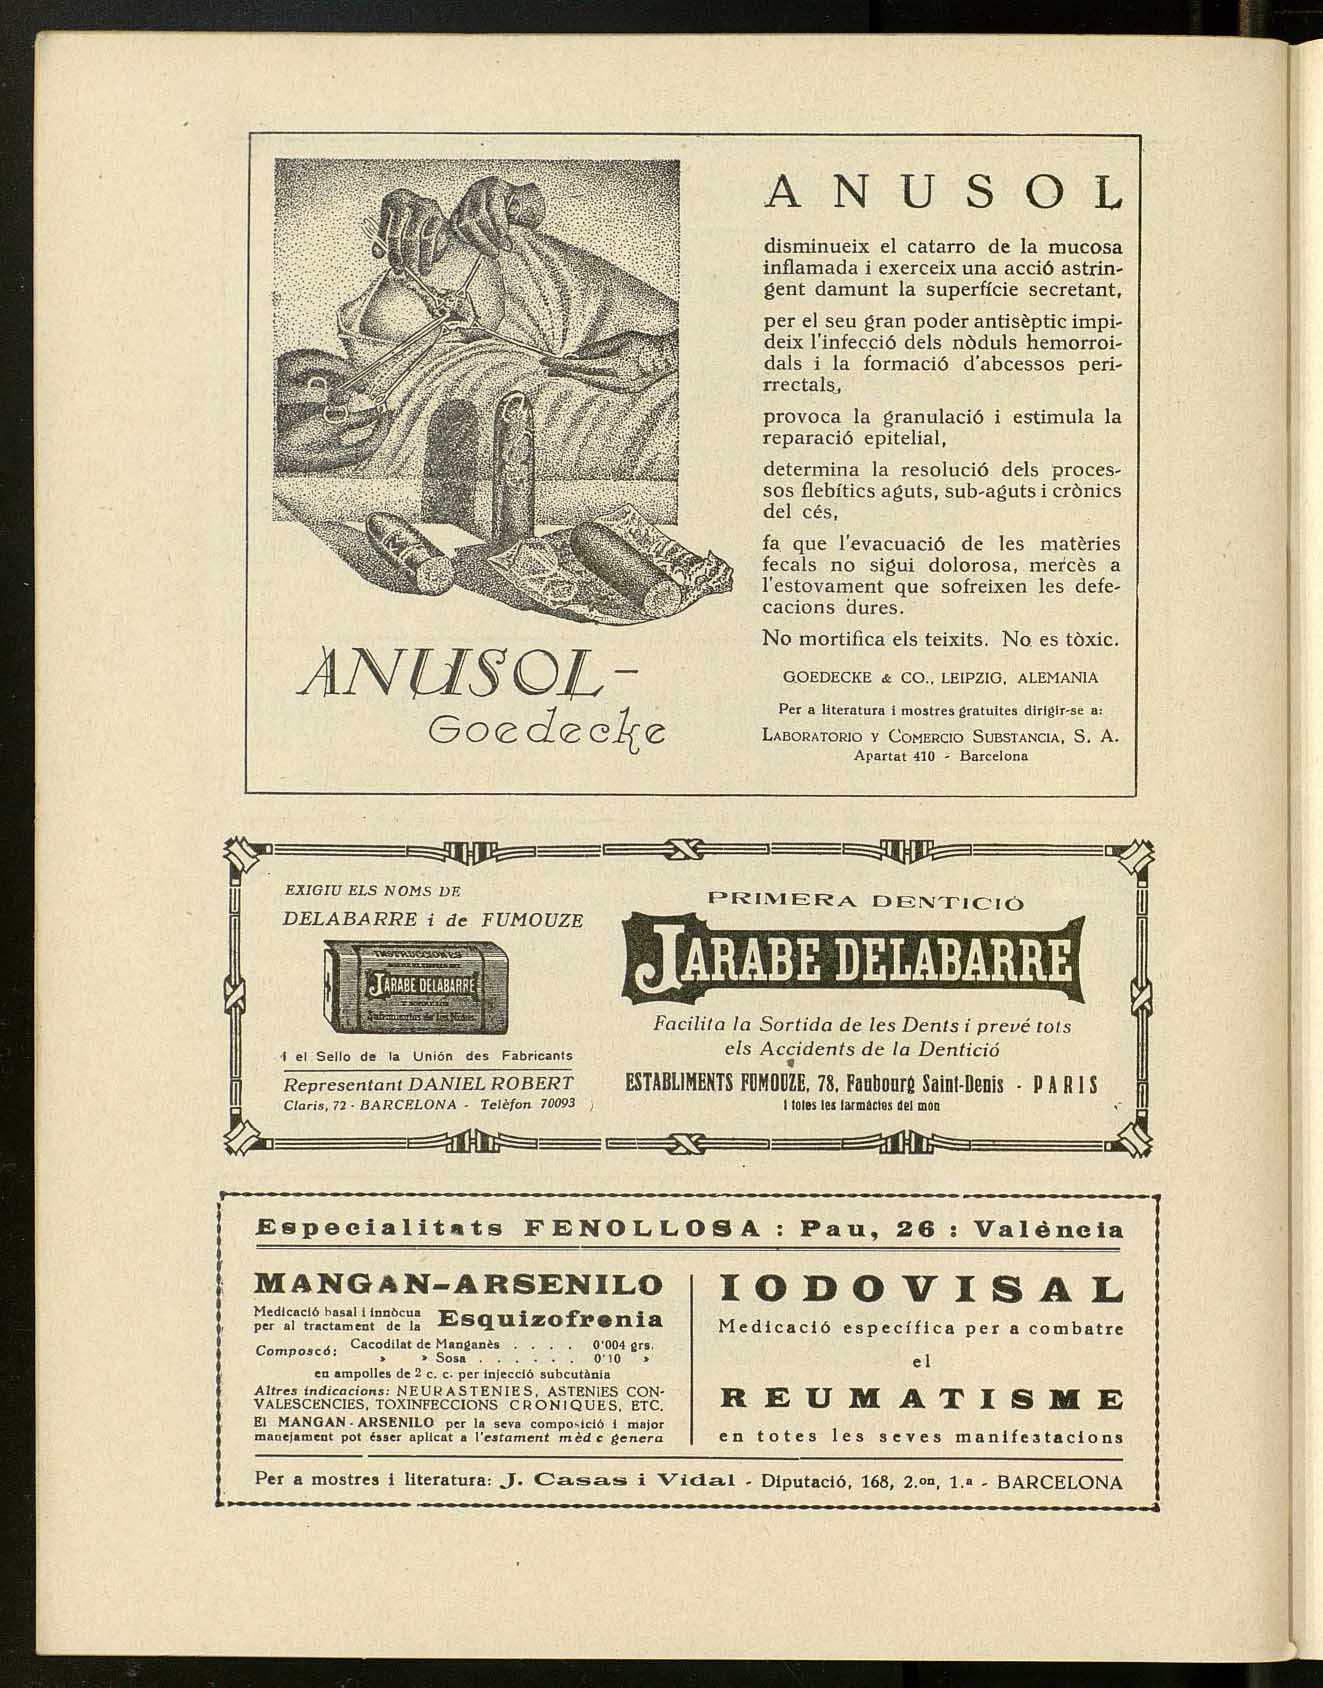 ANUSOL-
Goedecke
ANUSOL
disminueix el catarro de la mucosa
inflamada i exerceix una acció astrin-
gent damunt la superfície secretant,
per el seu gran poder antisèptic impi-
deix l'infecció dels nòduls hemorroi-
dals i la formació d'abcessos peri-
rrectals,
provoca la granulació i estimula la
reparació epitelial,
determina la resolució dels proces-
sos flebítics aguts, sub-aguts i crònics
del cés,
fa que l'evacuació de les matèries
fecals no sigui dolorosa, mercès a
l'estovament que sofreixen les defe-
cacions dures.
No mortifica els teixits. No es tòxic.
GOEDECKE & CO., LEIPZIG, ALEMANIA
Per a literatura i mostres gratuites dirigir-se a:
LABORATORIO Y COMERCIO SUBSTANCIA, S. A.
Apartat 410 - Barcelona
EXIGIU ELS NOMS DE
DELABARRE i de FUMOUZE
INSTRUCCIONES
JARABE DELABARRE
i el Sello de la Unión des Fabricants
Representant DANIEL ROBERT
Claris, 72 - BARCELONA - Telèfon 70093
PRIMERA DENTICIÓ
JARABE DELABARRE
Facilita la Sortida de les Dents i prevé tots
els Accidents de la Dentició
ESTABLIMENTS FUMOUZE, 78, Faubourg Saint-Denis - PARIS
I totes les farmàcies del món
Especialitats FENOLLOSA : Pau, 26 : València
MANGAN-ARSENILO
Medicació basal i innòcua
per al tractament de la Esquizofrenia
Composcó: Cacodilat de Manganès . . . . 0'004 grs.
» » Sosa . . . . . . 0'10 »
en ampolles de 2 c. c. per injecció subcutània
Altres indicacions: NEURASTENIES, ASTENIES CON-
VALESCENCIES, TOXINFECCIONS CRONIQUES, ETC.
El MANGAN-ARSENILO per la seva composició i major
manejament pot ésser aplicat a l'estament mèd c genera
IODOVISAL
Medicació específica per a combatre
el
REUMATISME
en totes les seves manifestacions
Per a mostres i literatura: J. Casas i Vidal - Diputació, 168, 2.on, 1.a - BARCELONA